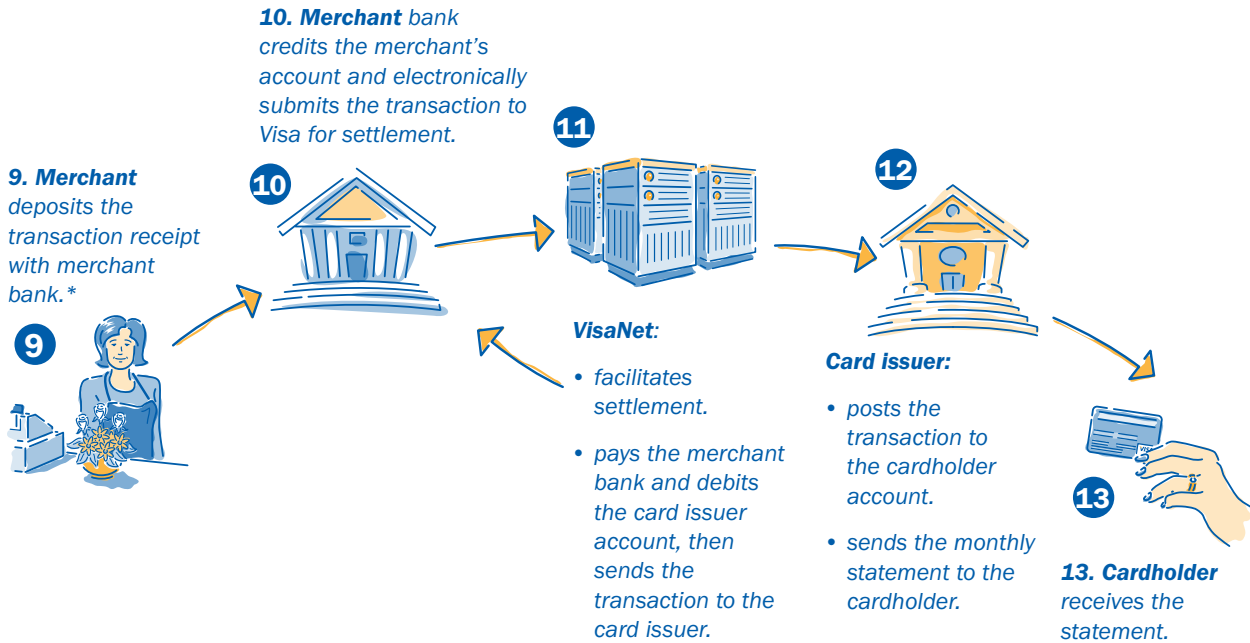 10. Merchant bank
credits the merchant's
account and electronically
submits the transaction to
Visa for settlement.
9. Merchant
deposits the
transaction receipt
with merchant
bank.*
9
10
11
12
VisaNet:
• facilitates
settlement.
• pays the merchant
bank and debits
the card issuer
account, then
sends the
transaction to the
card issuer.
Card issuer:
• posts the
transaction to
the cardholder
account.
• sends the monthly
statement to the
cardholder.
VISA
13
13. Cardholder
receives the
statement.